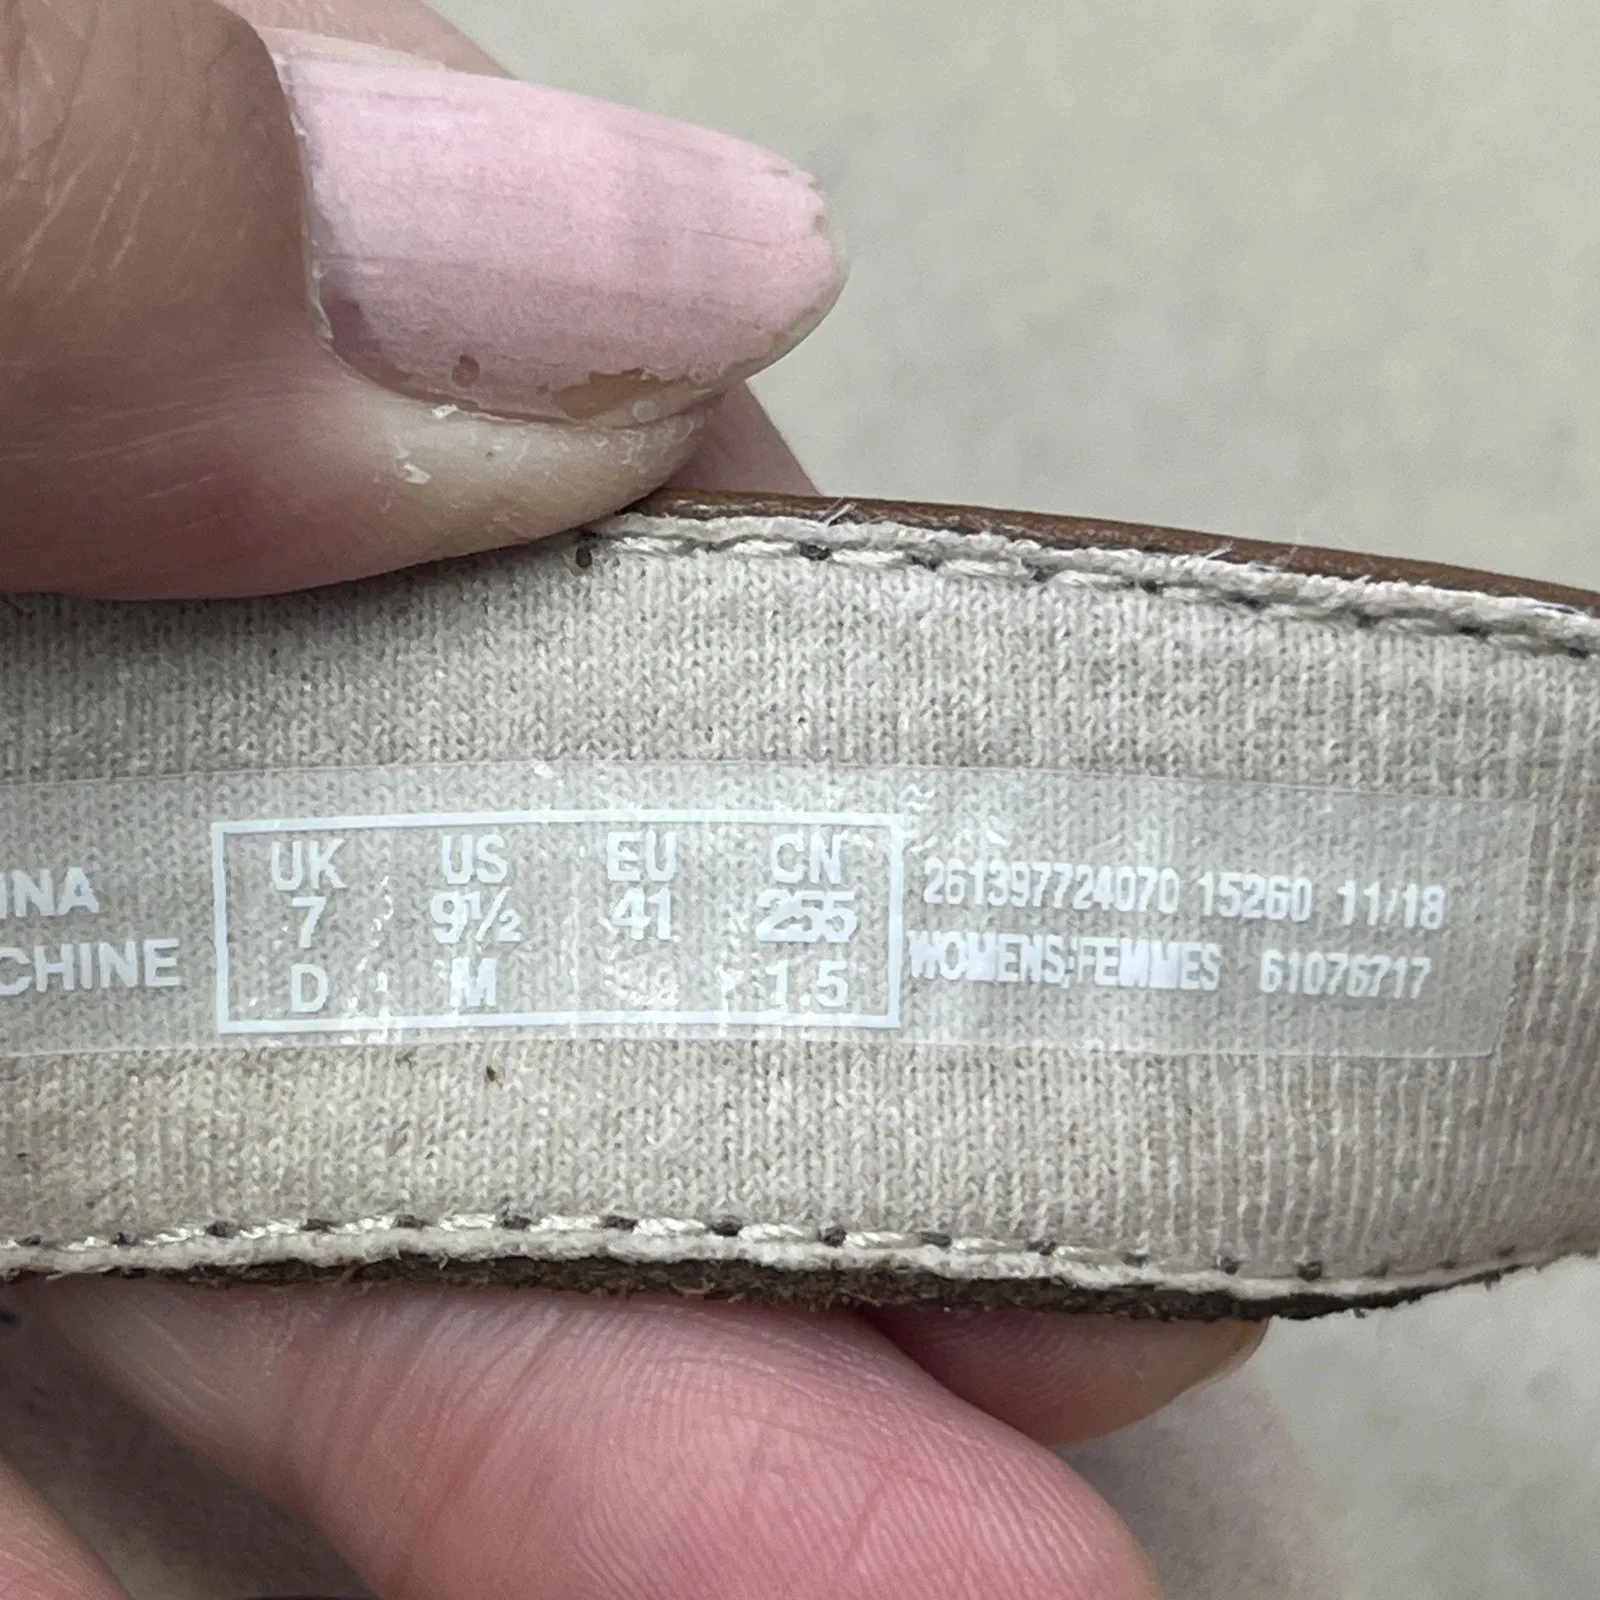 INA
CHINE
UK US EU CN
7 9½ 41 255
D M 1.5
261397724070 15260 11/18
WOMENS/FEMMES 61076717